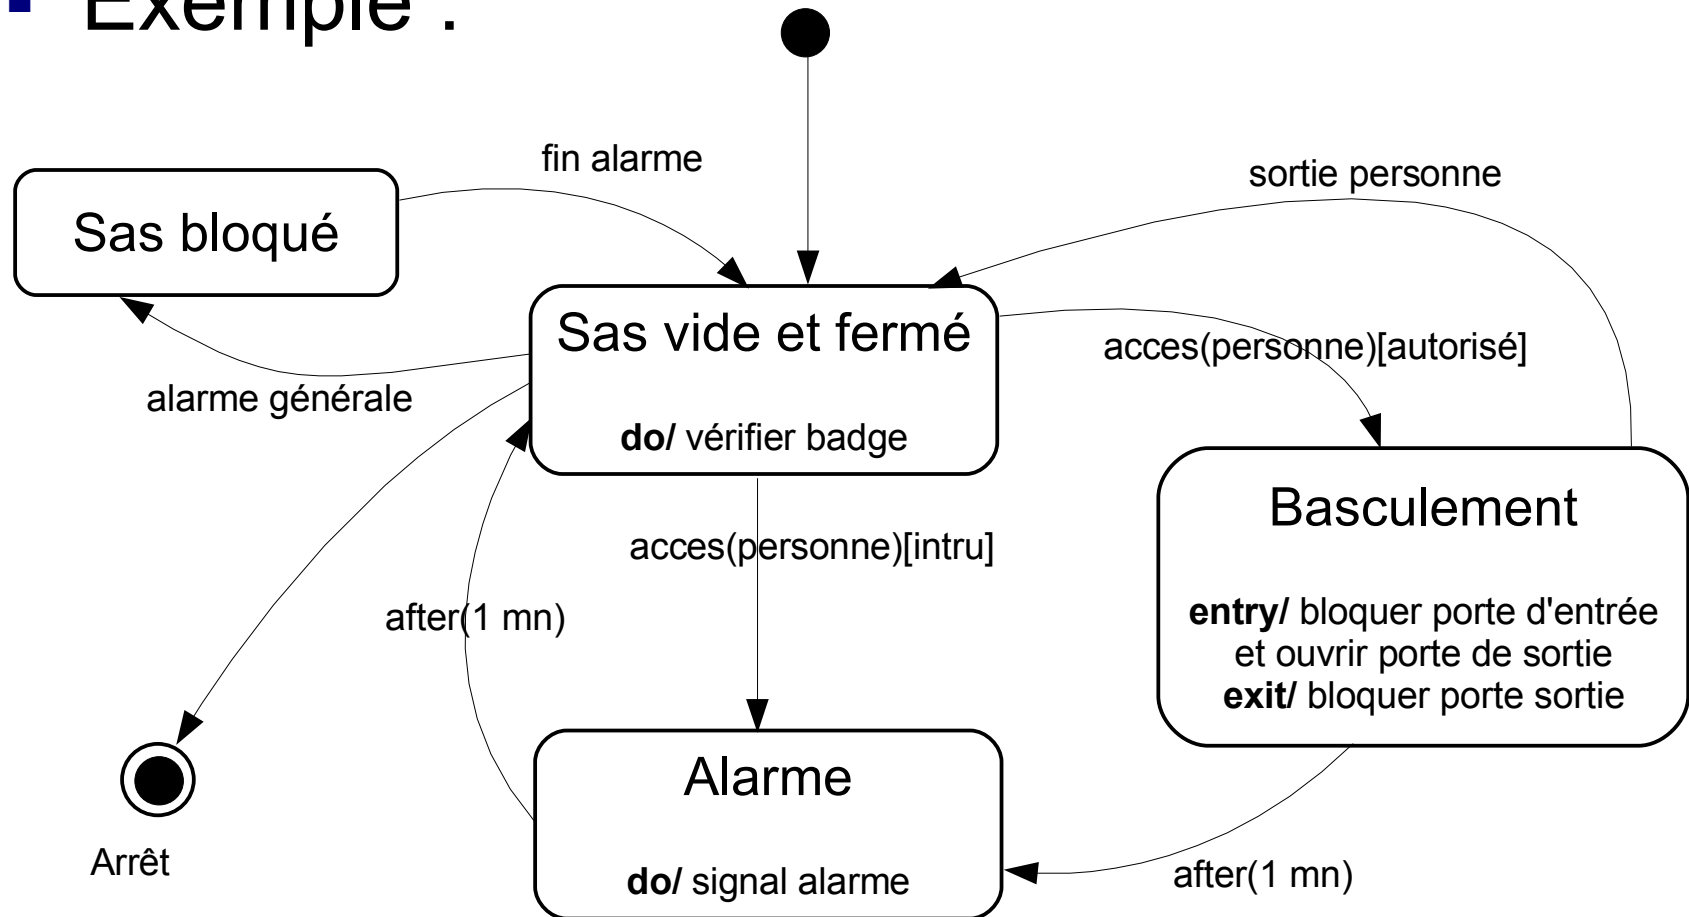 Exemple :
fin alarme
sortie personne
Sas bloqué
Sas vide et fermé
do/ vérifier badge
acces(personne)[autorisé]
alarme générale
Basculement
entry/ bloquer porte d'entrée
et ouvrir porte de sortie
exit/ bloquer porte sortie
acces(personne)[intru]
after(1 mn)
Alarme
do/ signal alarme
Arrêt
after(1 mn)